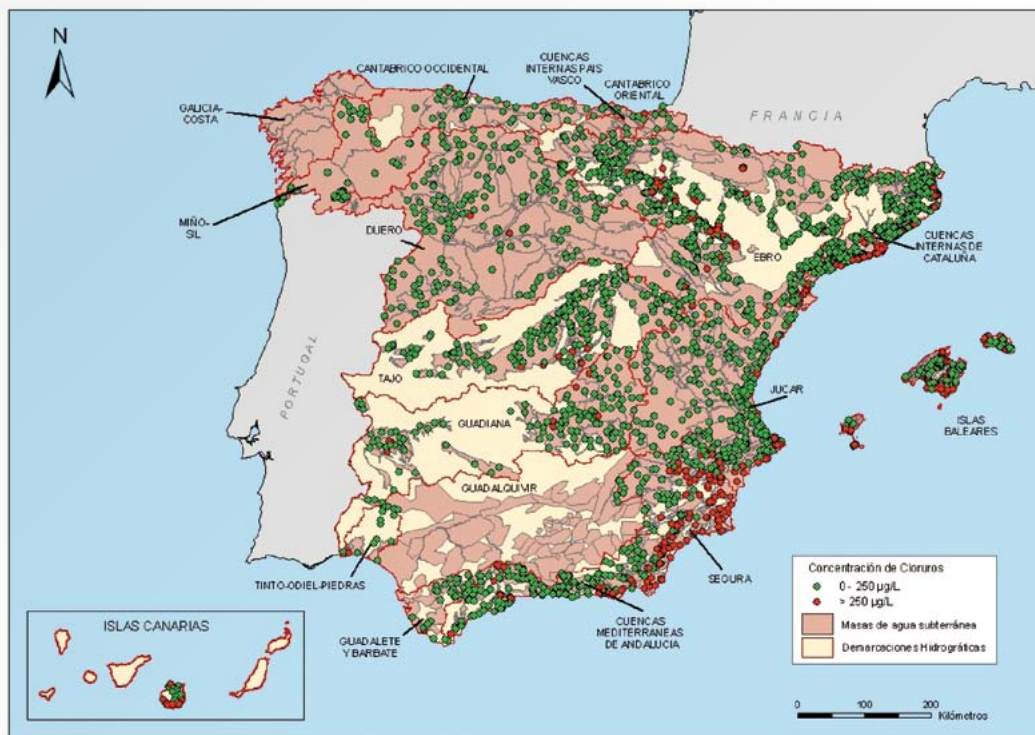 N
CANTABRICO OCCIDENTAL
CUENCAS
INTERNAS PAIS
VASCO
CANTABRICO
ORIENTAL
GALICIA-
COSTA
FRANCIA
MIÑO-
SIL
DUERO
EBRO
CUENCAS
INTERNAS DE
CATALUÑA
PORTUGAL
TAJO
JUCAR
ISLAS
BALEARES
GUADIANA
GUADALQUIVIR
TINTO-ODIEL-PIEDRAS
SEGURA
GUADALETE
Y BARBATE
CUENCAS
MEDITERRANEAS
DE ANDALUCIA
ISLAS CANARIAS
Concentración de Cloruros
0 - 250 µg/L
> 250 µg/L
Masas de agua subterránea
Demarcaciones Hidrográficas
0 100 200
Kilómetros